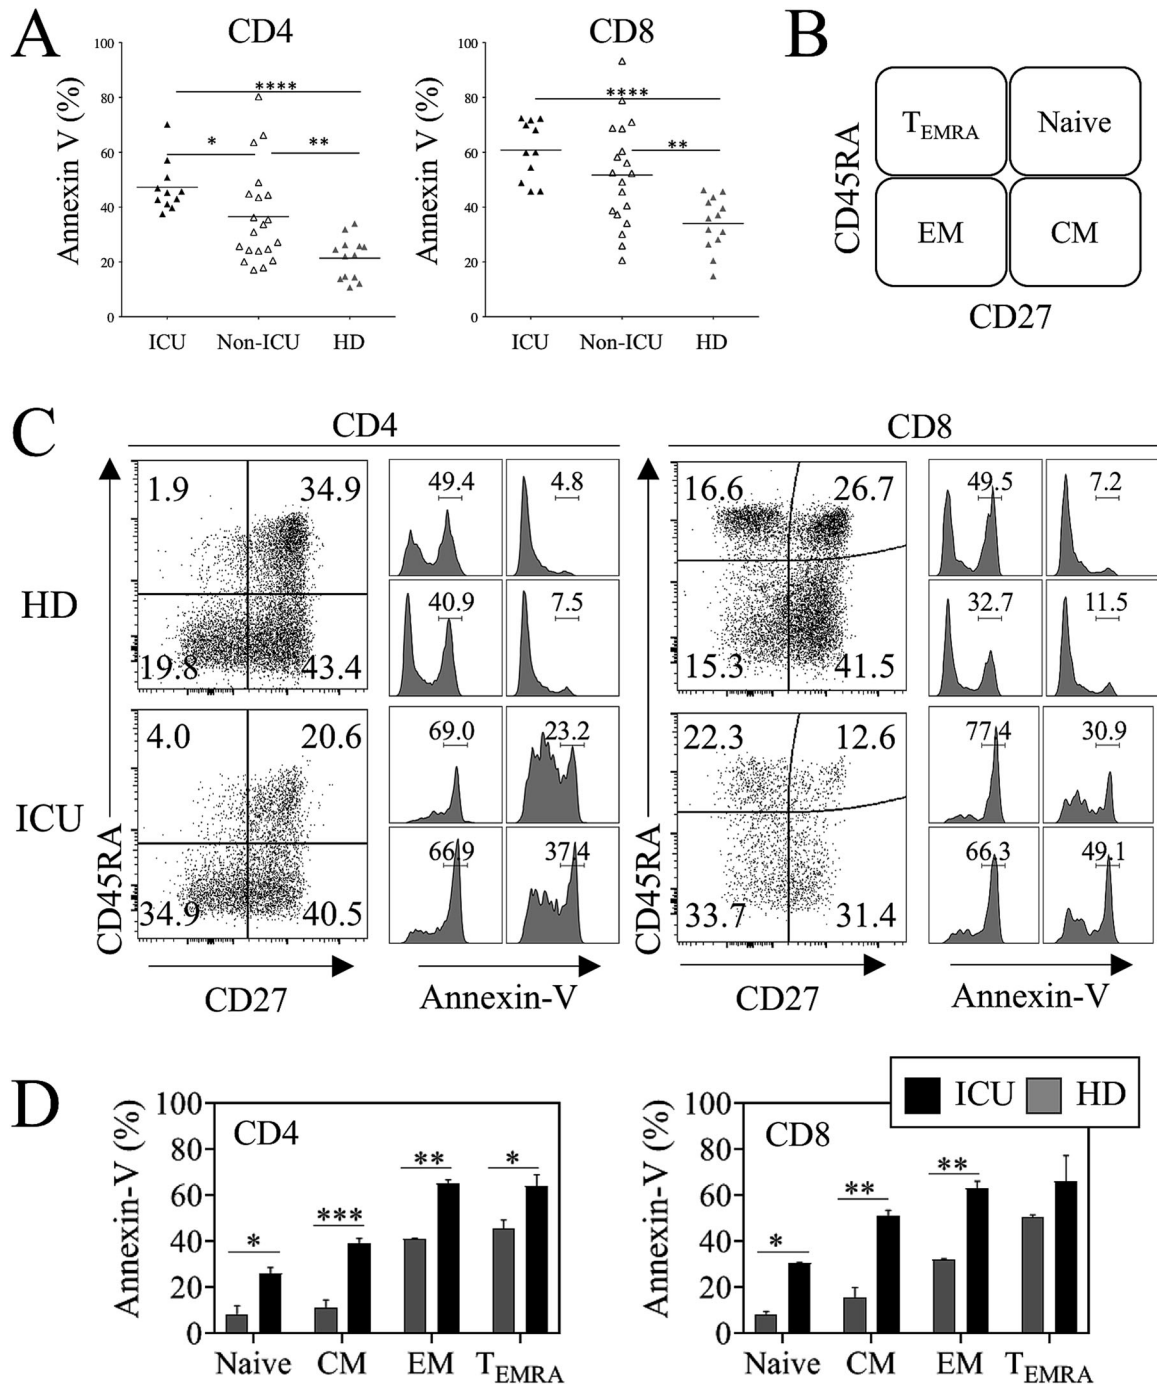 A
CD4
CD8
B
Annexin V (%)
100
80
60
40
20
0
****
*
**
ICU
Non-ICU
HD
Annexin V (%)
100
80
60
40
20
0
****
**
ICU
Non-ICU
HD
CD45RA
TEMRA
Naive
EM
CM
CD27
C
CD4
CD8
HD
1.9
34.9
19.8
43.4
49.4
4.8
40.9
7.5
16.6
26.7
15.3
41.5
49.5
7.2
32.7
11.5
ICU
4.0
20.6
34.9
40.5
69.0
23.2
66.9
37.4
22.3
12.6
33.7
31.4
77.4
30.9
66.3
49.1
CD45RA
CD45RA
CD27
Annexin-V
CD27
Annexin-V
D
ICU
HD
Annexin-V (%)
100
80
60
40
20
0
CD4
*
***
**
*
Naive
CM
EM
TEMRA
Annexin-V (%)
100
80
60
40
20
0
CD8
*
**
**
Naive
CM
EM
TEMRA